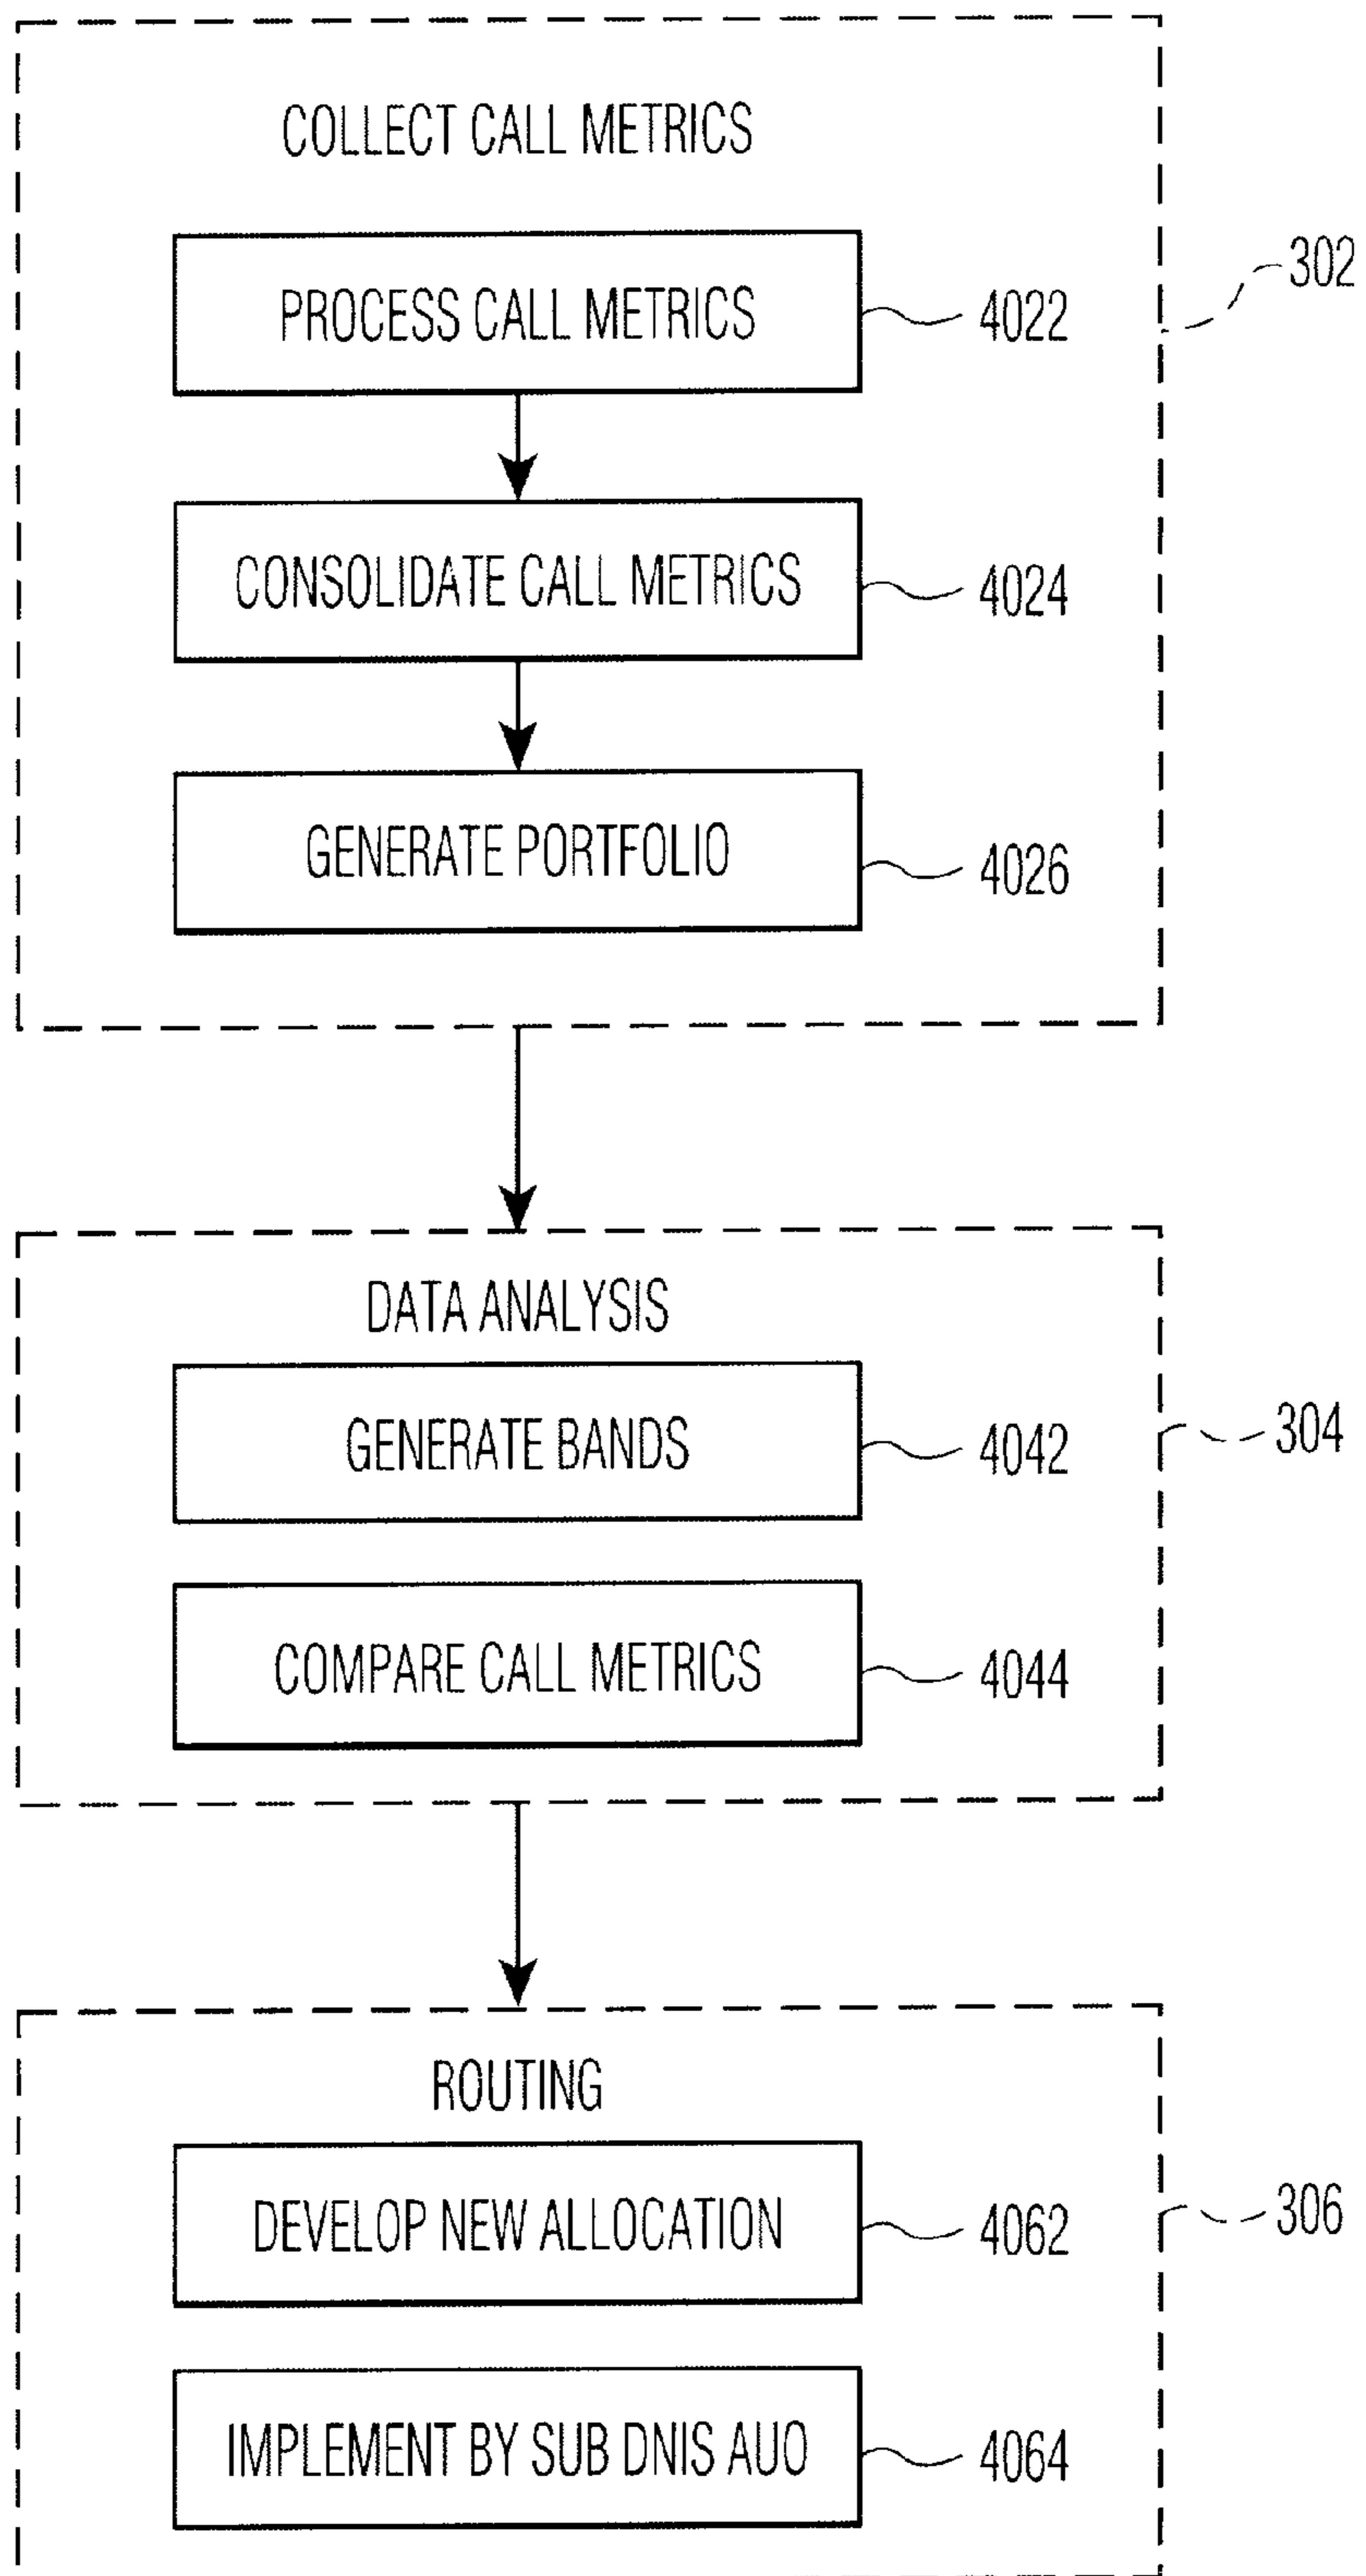 COLLECT CALL METRICS
302
PROCESS CALL METRICS
4022
CONSOLIDATE CALL METRICS
4024
GENERATE PORTFOLIO
4026
DATA ANALYSIS
GENERATE BANDS
4042
304
COMPARE CALL METRICS
4044
ROUTING
DEVELOP NEW ALLOCATION
4062
306
IMPLEMENT BY SUB DNIS AUO
4064